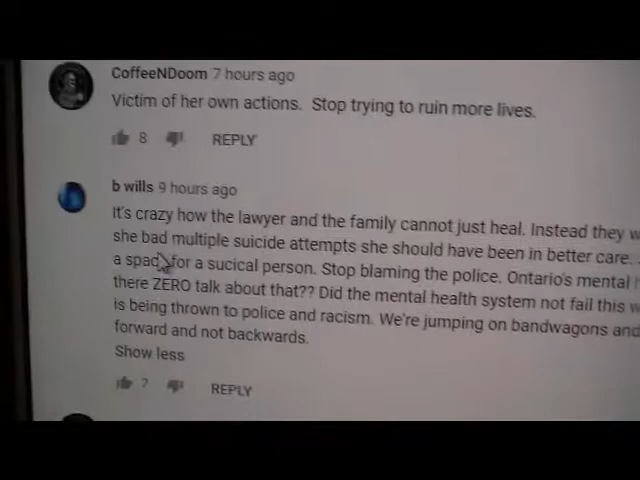 CoffeeNDoom 7 hours ago
Victim of her own actions. Stop trying to ruin more lives.
8 REPLY
b wills 9 hours ago
It's crazy how the lawyer and the family cannot just heal. Instead they w
she bad multiple suicide attempts she should have been in better care.
a spad for a sucical person. Stop blaming the police. Ontario's mental
there ZERO talk about that?? Did the mental health system not fail this w
is being thrown to police and racism. We're jumping on bandwagons and
forward and not backwards.
Show less
7 REPLY